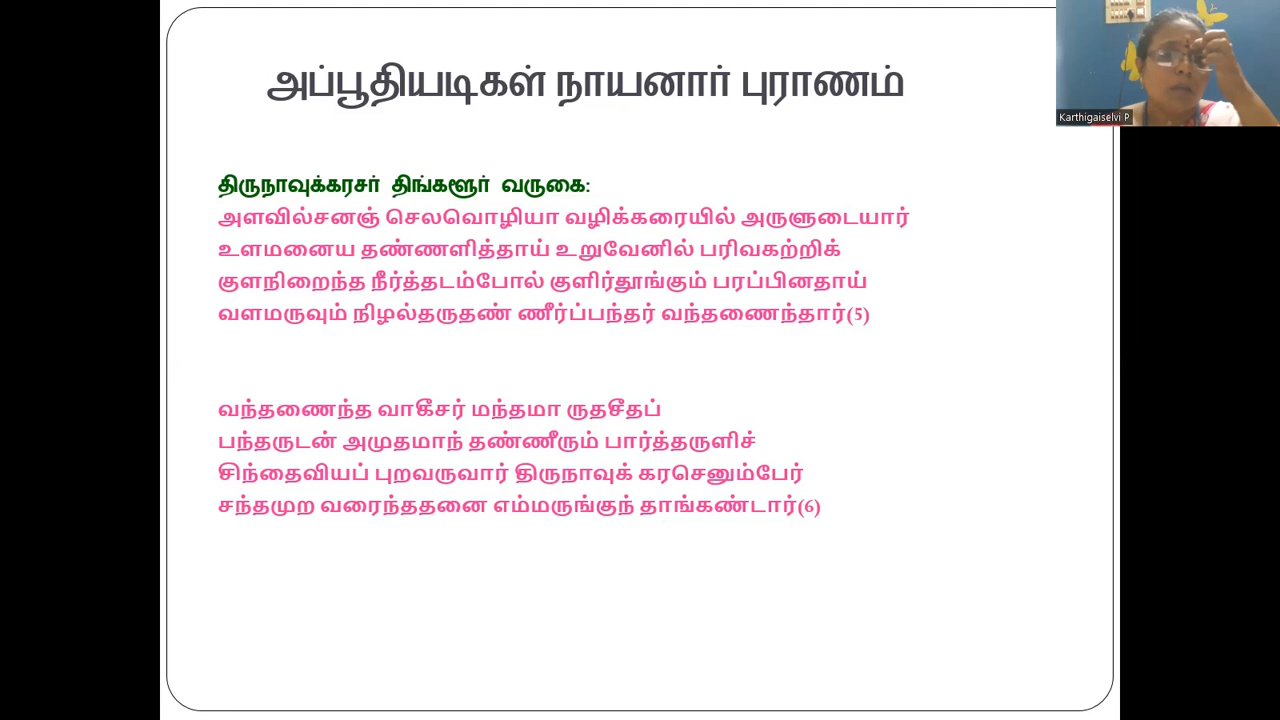 அப்பூதியடிகள் நாயனார் புராணம்
Karthigaiselvi P
திருநாவுக்கரசர் திங்களூர் வருகை:
அளவில்சனஞ் செலவொழியா வழிக்கரையில் அருளுடையார்
உளமனைய தண்ணளித்தாய் உறுவேனில் பரிவகற்றிக்
குளநிறைந்த நீர்த்தடம்போல் குளிர்தூங்கும் பரப்பினதாய்
வளமருவும் நிழல்தருதண் ணீர்ப்பந்தர் வந்தணைந்தார்(5)
வந்தணைந்த வாகீசர் மந்தமா ருதசீதப்
பந்தருடன் அமுதமாந் தண்ணீரும் பார்த்தருளிச்
சிந்தைவியப் புறவருவார் திருநாவுக் கரசெனும்பேர்
சந்தமுற வரைந்ததனை எம்மருங்குந் தாங்கண்டார்(6)